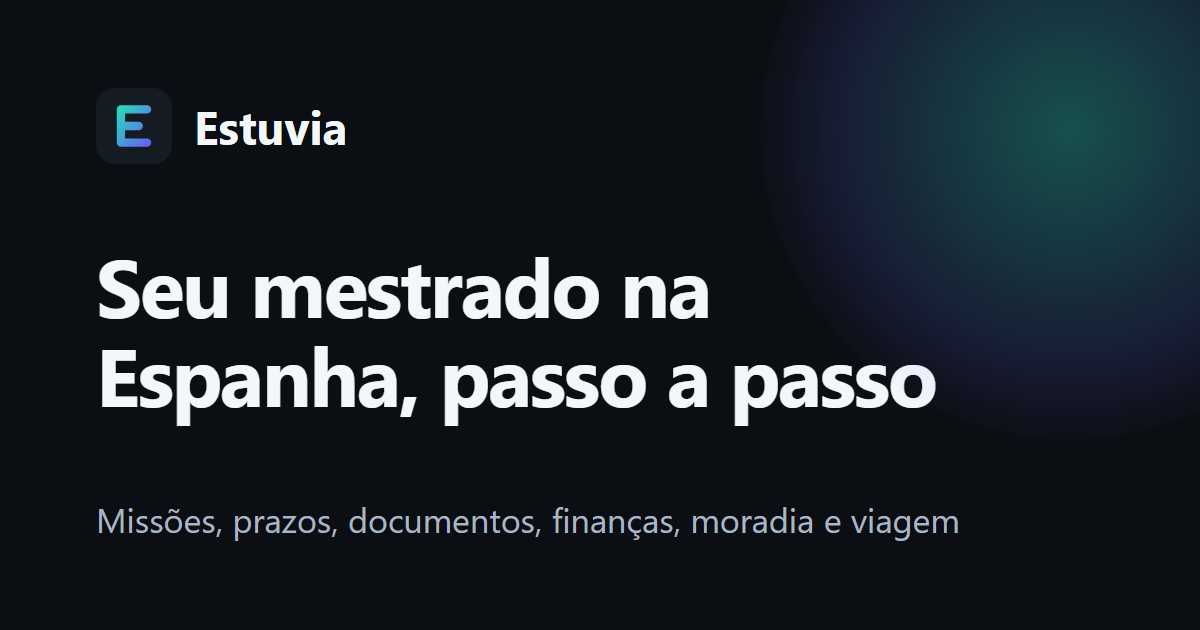 Estuvia
Seu mestrado na
Espanha, passo a passo
Missões, prazos, documentos, finanças, moradia e viagem